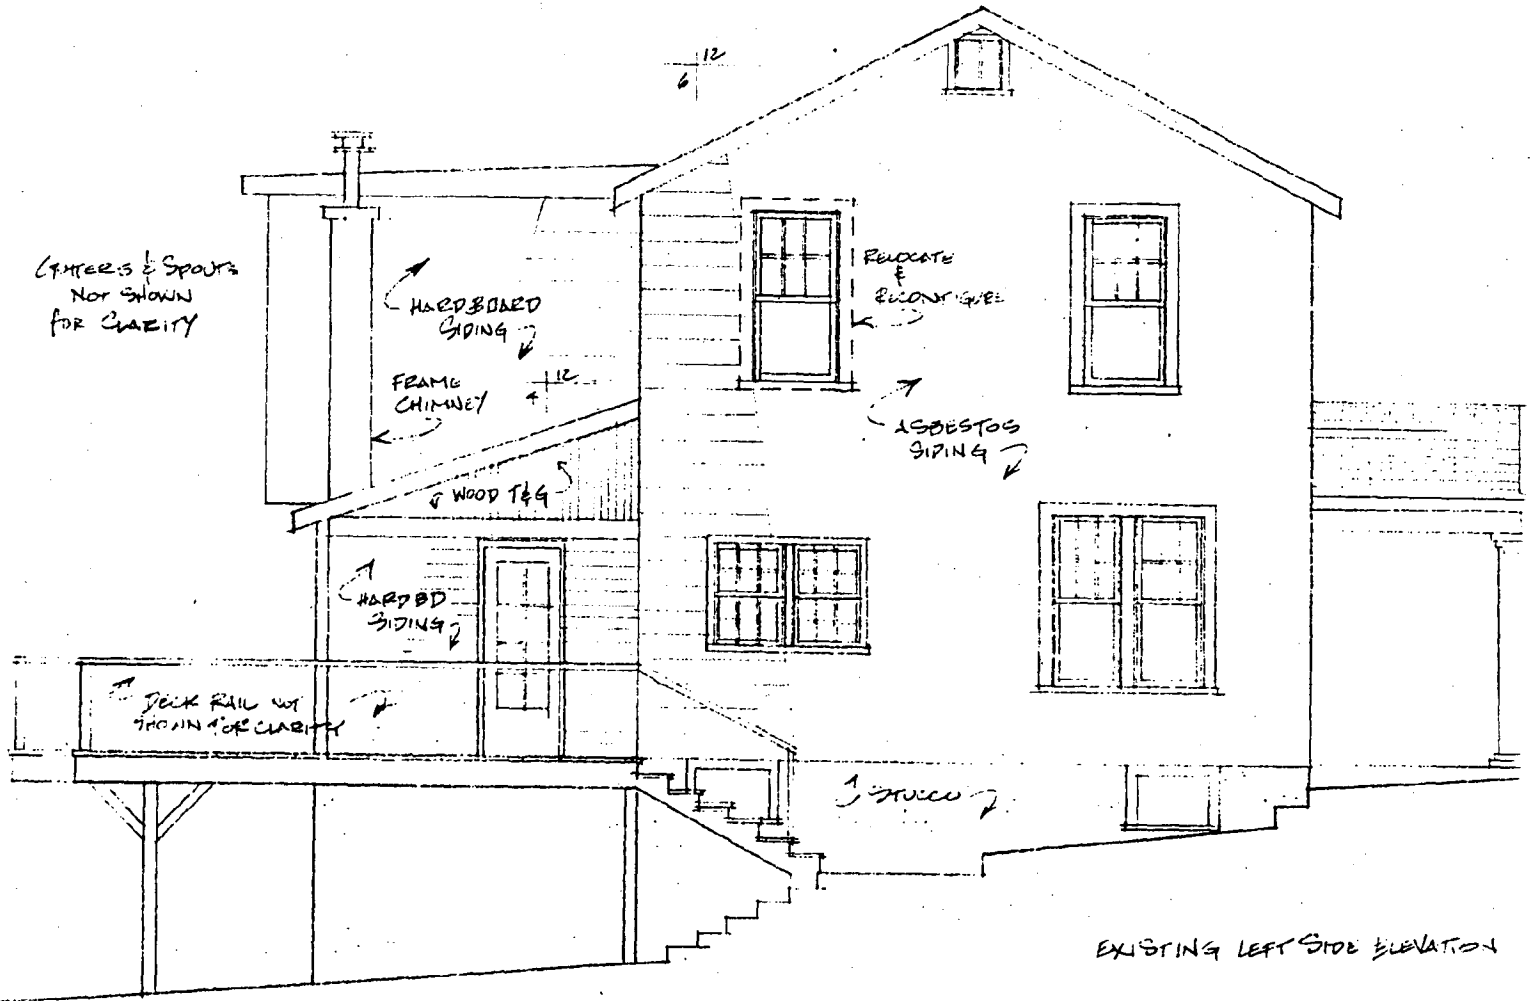 12
6
GUTTERS & SPOUTS
NOT SHOWN
FOR CLARITY
HARDBOARD
SIDING
RELOCATE
&
RECONFIGURE
FRAME
CHIMNEY
12
4
ASBESTOS
SIDING
WOOD T&G
HARDBD
SIDING
DECK RAIL NOT
SHOWN FOR CLARITY
STUCCO
EXISTING LEFT SIDE ELEVATION